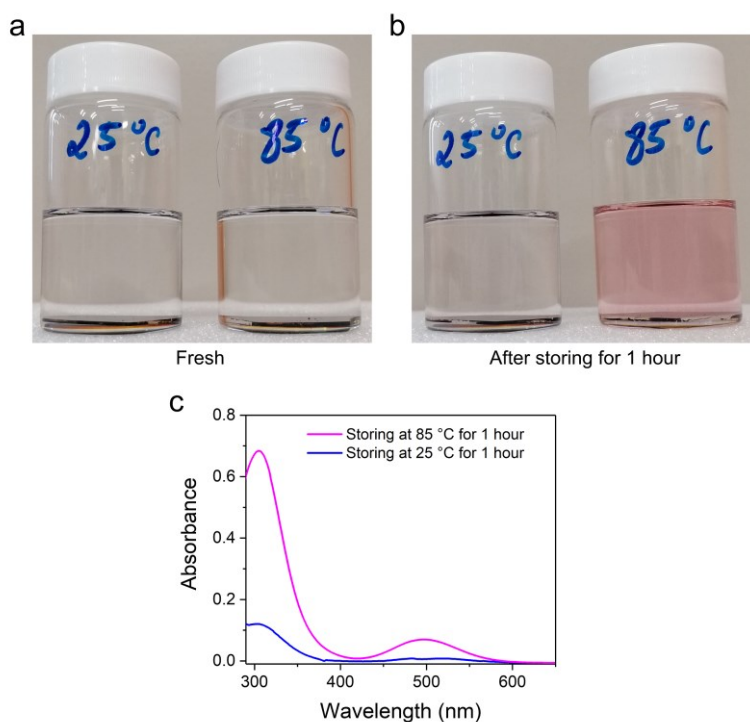 a
b
25°C
85°C
25°C
85°C
Fresh
After storing for 1 hour
c
Storing at 85 °C for 1 hour
Storing at 25 °C for 1 hour
0.8
0.6
0.4
0.2
0.0
Absorbance
300
400
500
600
Wavelength (nm)